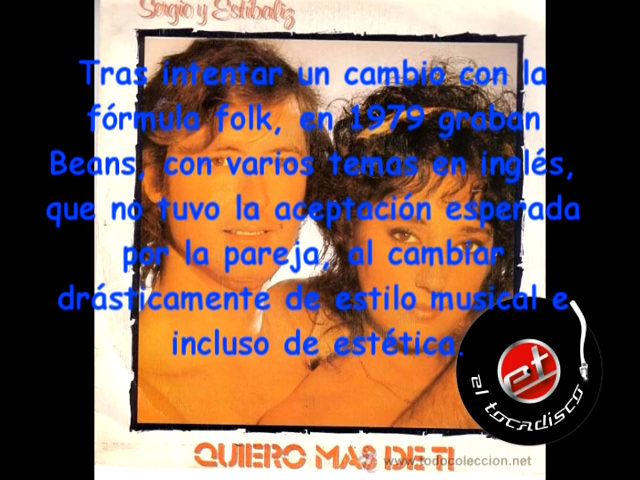 Sergio y Estibaliz
Tras intentar un cambio con la
fórmula folk, en 1979 graban
Beans, con varios temas en inglés,
que no tuvo la aceptación esperada
por la pareja, al cambiar
drásticamente de estilo musical e
incluso de estética.
et
el tocadisco
QUIERO MAS DE TI
www.todocoleccion.net